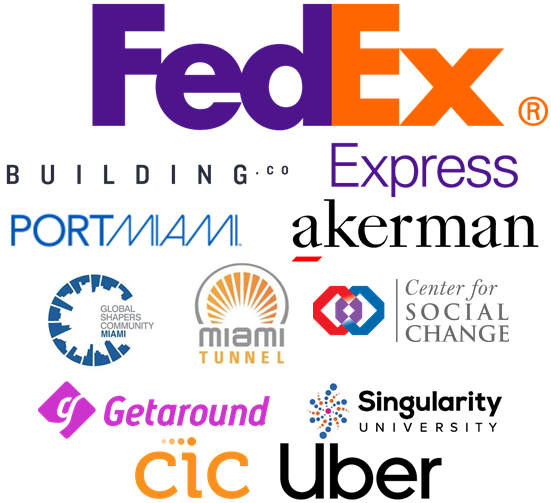 FedEx ®
Express
BUILDING.CO
PORTMIAMI
akerman
GLOBAL
SHAPERS
COMMUNITY
MIAMI
miami
TUNNEL
Center for
SOCIAL
CHANGE
Getaround
Singularity
UNIVERSITY
cic
Uber